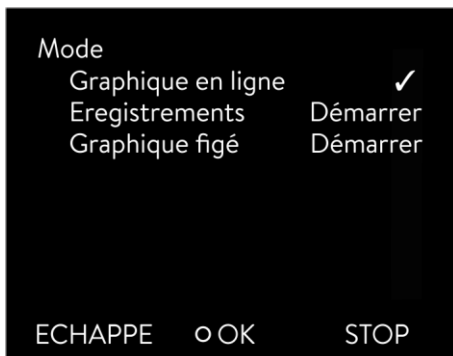 Mode
Graphique en ligne ✓
Eregistrements Démarrer
Graphique figé Démarrer
ECHAPPE OK STOP